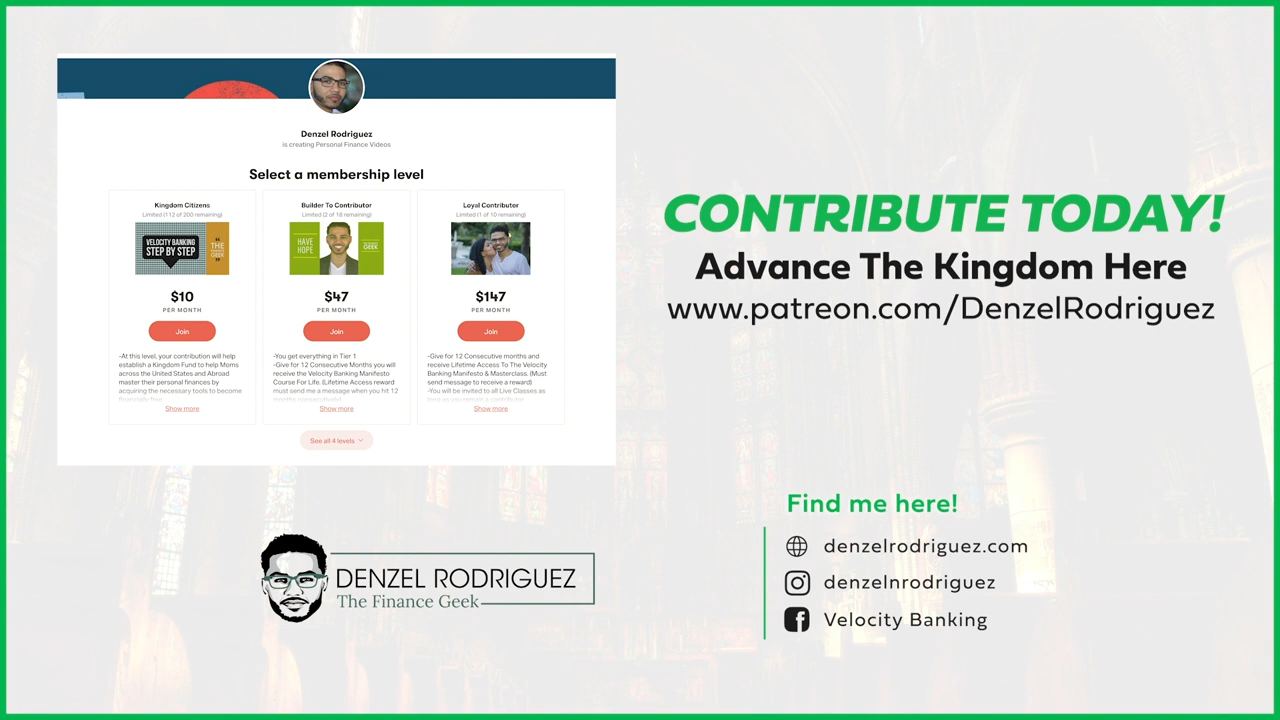 Denzel Rodriguez
is creating Personal Finance Videos
Select a membership level
Kingdom Citizens
Limited (112 of 200 remaining)
VELOCITY BANKING
STEP BY STEP
"THE
GEEK"
$10
PER MONTH
Join
-At this level, your contribution will help
establish a Kingdom Fund to help Moms
across the United States and Abroad
master their personal finances by
acquiring the necessary tools to become
financially free.
Show more
Builder To Contributor
Limited (2 of 18 remaining)
HAVE
HOPE
GEEK
$47
PER MONTH
Join
-You get everything in Tier 1
-Give for 12 Consecutive Months you will
receive the Velocity Banking Manifesto
Course For Life. (Lifetime Access reward
must send me a message when you hit 12
months consecutively)
Show more
Loyal Contributor
Limited (1 of 10 remaining)
$147
PER MONTH
Join
-Give for 12 Consecutive months and
receive Lifetime Access To The Velocity
Banking Manifesto & Masterclass. (Must
send message to receive a reward)
-You will be invited to all Live Classes as
long as you remain a contributor
Show more
See all 4 levels
CONTRIBUTE TODAY!
Advance The Kingdom Here
www.patreon.com/DenzelRodriguez
DENZEL RODRIGUEZ
The Finance Geek
Find me here!
denzelrodriguez.com
denzelnrodriguez
Velocity Banking